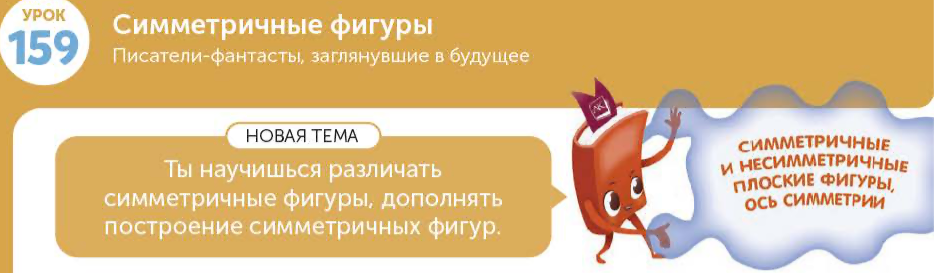 УРОК
159
Симметричные фигуры
Писатели-фантасты, заглянувшие в будущее
НОВАЯ ТЕМА
Ты научишься различать
симметричные фигуры, дополнять
построение симметричных фигур.
АК
СИММЕТРИЧНЫЕ
И НЕСИММЕТРИЧНЫЕ
ПЛОСКИЕ ФИГУРЫ,
ОСЬ СИММЕТРИИ